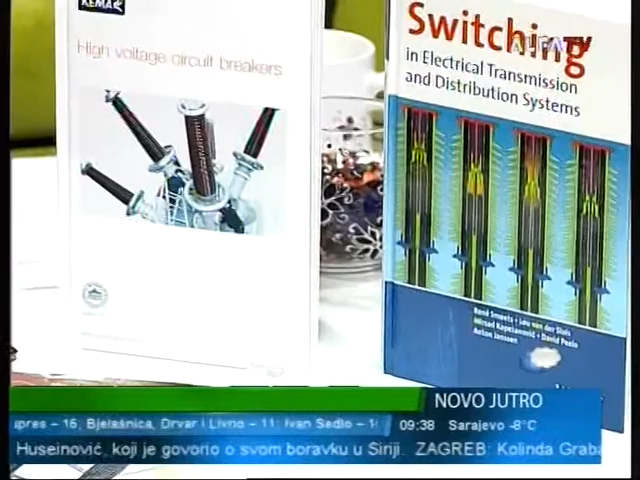 KEMA
High voltage circuit breakers
Switching
in Electrical Transmission
and Distribution Systems
René Smeets • Lou van der Sluis
Mirsad Kapetanović • David Peelo
Anton Janssen
NOVO JUTRO
upres – 16, Bjelašnica, Drvar i Livno – 11; Ivan Sedlo – 1
09:38 Sarajevo -8°C
Huseinović, koji je govorio o svom boravku u Siriji. ZAGREB: Kolinda Graba